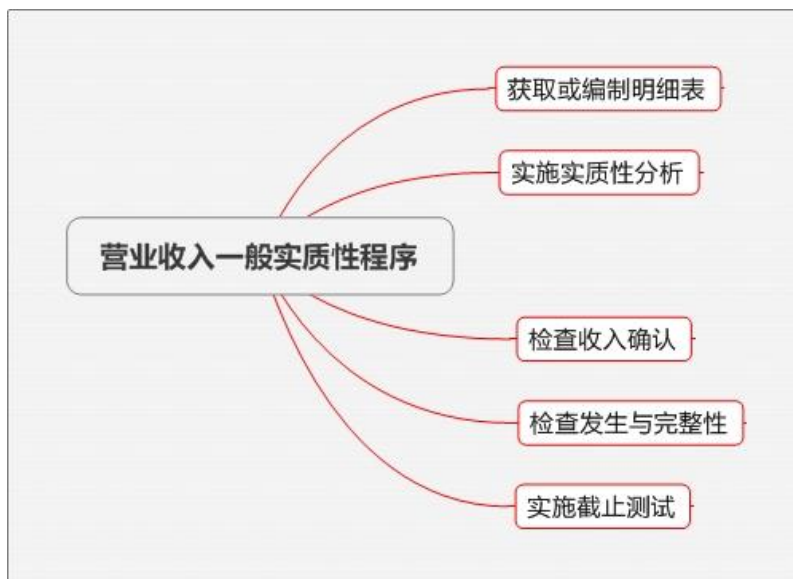 获取或编制明细表
实施实质性分析
营业收入一般实质性程序
检查收入确认
检查发生与完整性
实施截止测试